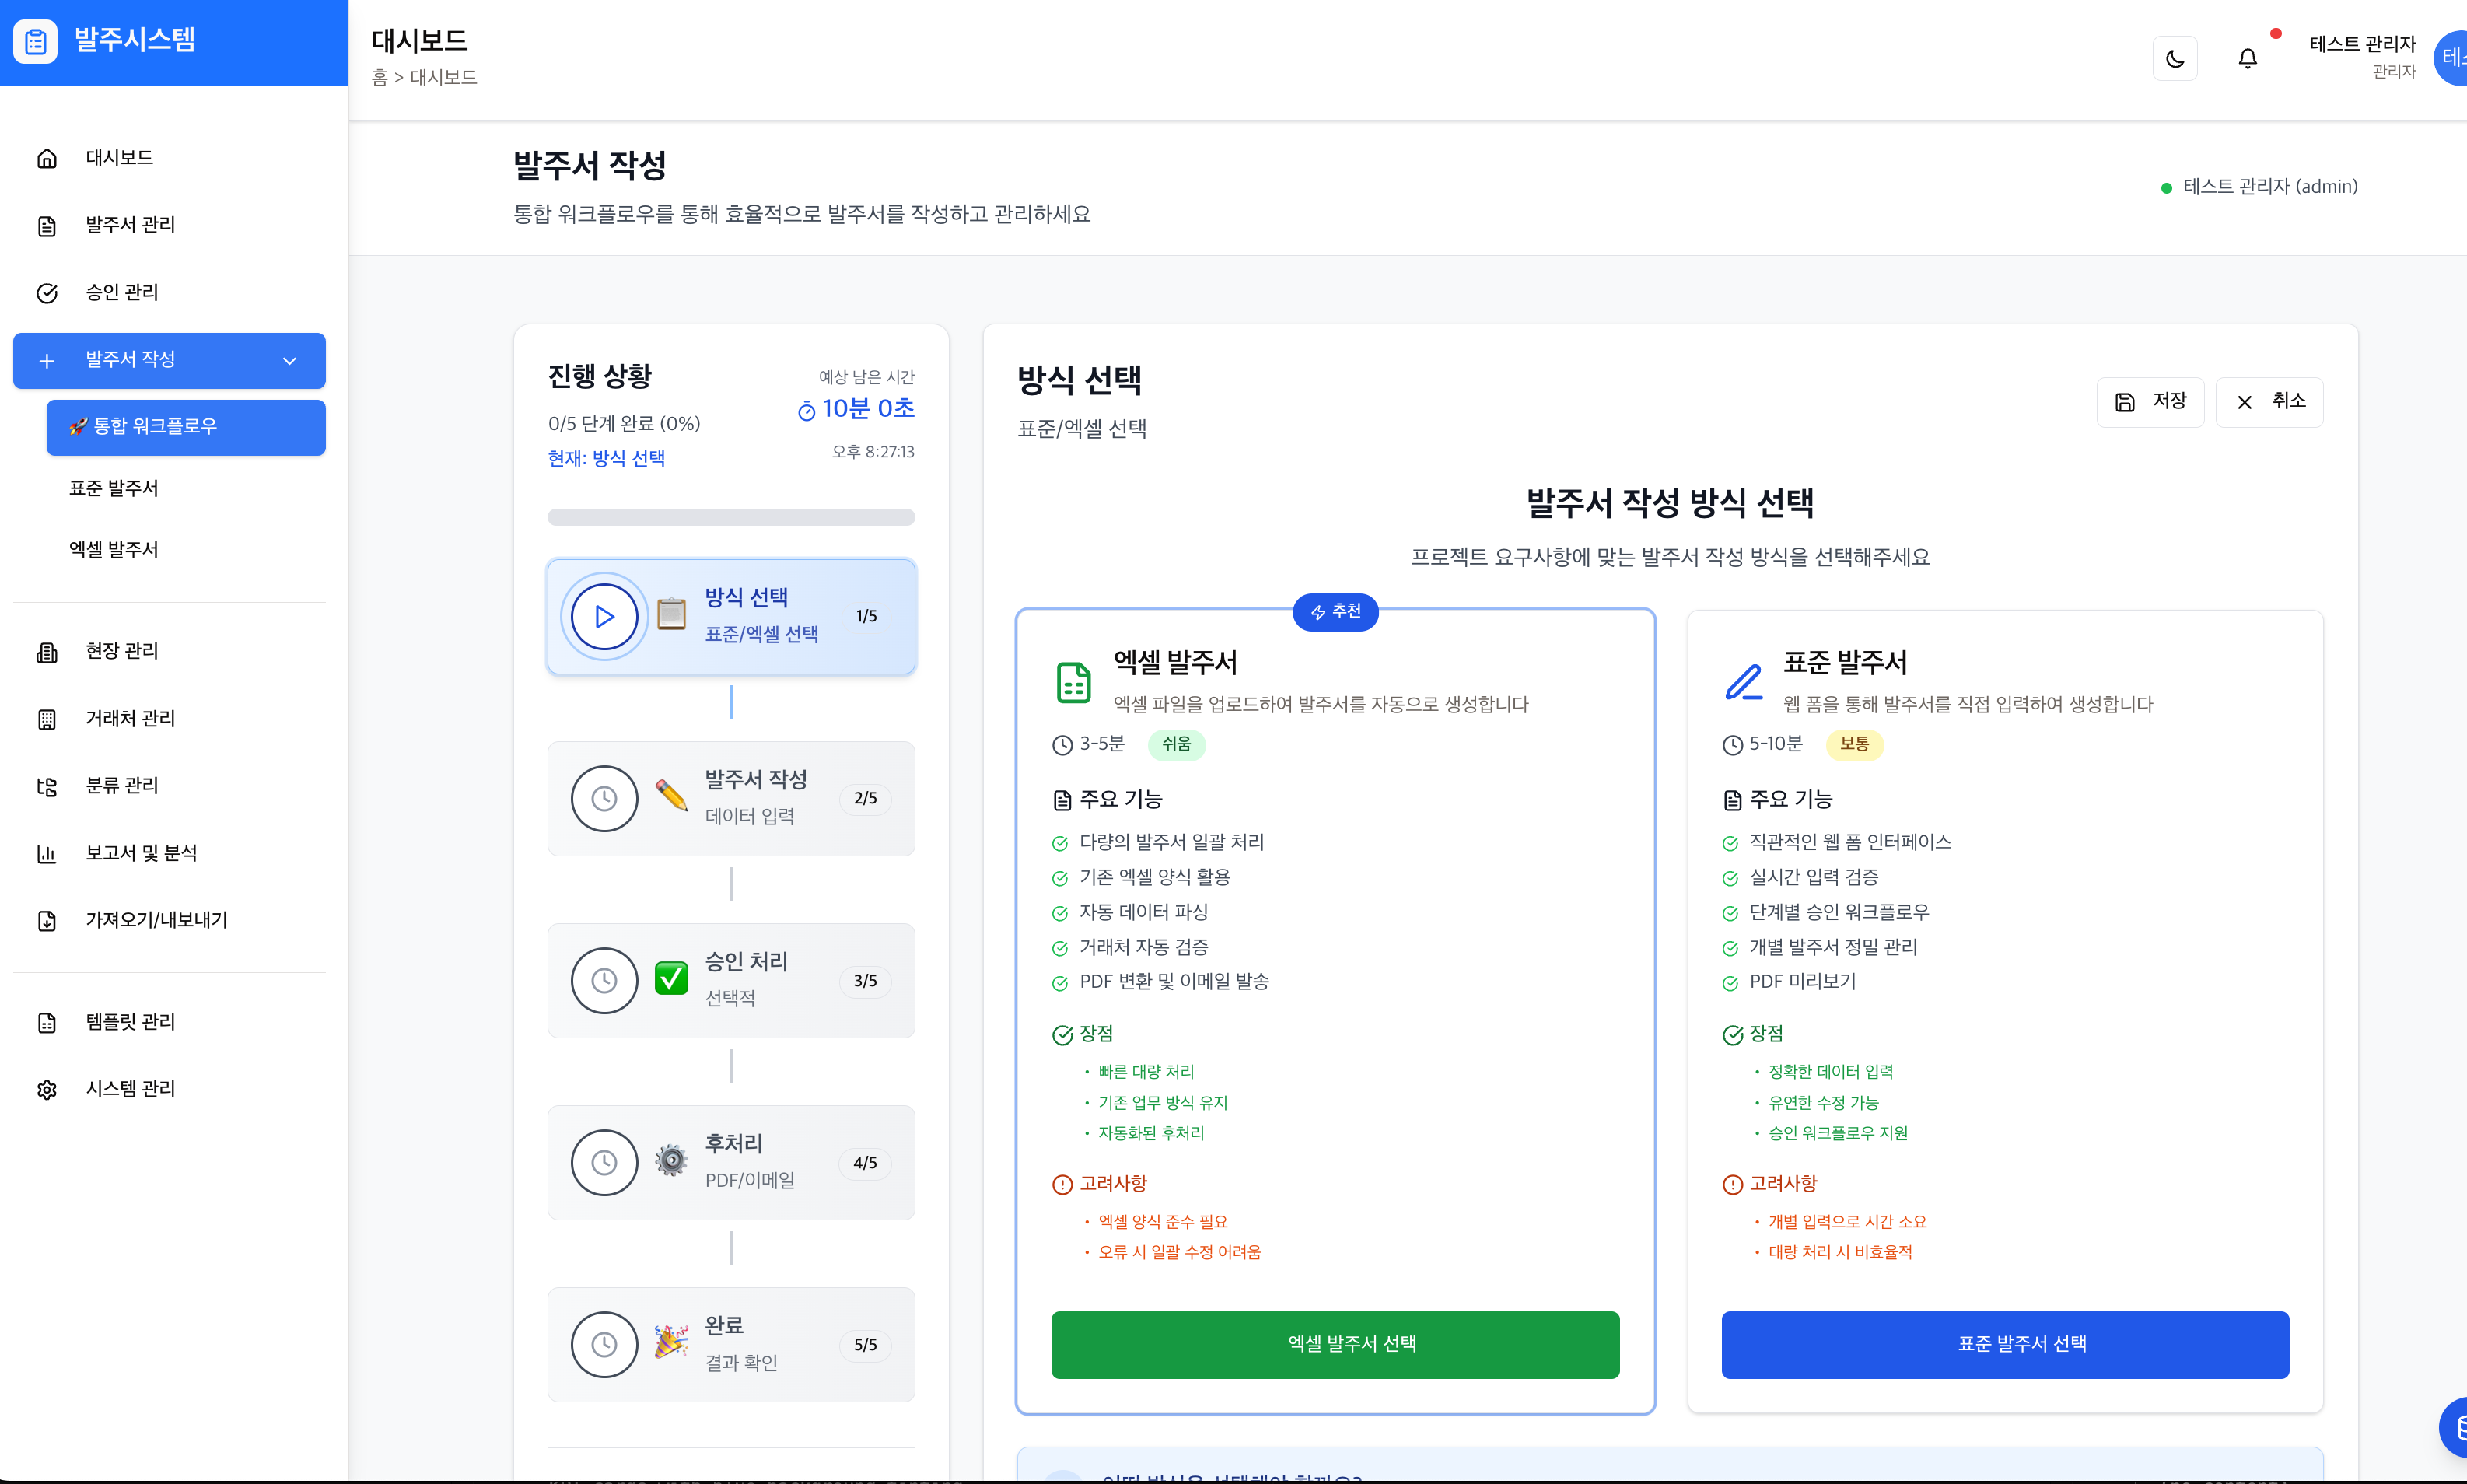 발주시스템
대시보드
홈 > 대시보드
테스트 관리자
관리자
테스
대시보드
발주서 관리
승인 관리
발주서 작성
🚀 통합 워크플로우
표준 발주서
엑셀 발주서
현장 관리
거래처 관리
분류 관리
보고서 및 분석
가져오기/내보내기
템플릿 관리
시스템 관리
발주서 작성
통합 워크플로우를 통해 효율적으로 발주서를 작성하고 관리하세요
테스트 관리자 (admin)
진행 상황
0/5 단계 완료 (0%)
현재: 방식 선택
예상 남은 시간
10분 0초
오후 8:27:13
방식 선택
표준/엑셀 선택
1/5
발주서 작성
데이터 입력
2/5
승인 처리
선택적
3/5
후처리
PDF/이메일
4/5
완료
결과 확인
5/5
방식 선택
표준/엑셀 선택
저장
취소
발주서 작성 방식 선택
프로젝트 요구사항에 맞는 발주서 작성 방식을 선택해주세요
추천
엑셀 발주서
엑셀 파일을 업로드하여 발주서를 자동으로 생성합니다
3-5분 쉬움
주요 기능
다량의 발주서 일괄 처리
기존 엑셀 양식 활용
자동 데이터 파싱
거래처 자동 검증
PDF 변환 및 이메일 발송
장점
• 빠른 대량 처리
• 기존 업무 방식 유지
• 자동화된 후처리
고려사항
• 엑셀 양식 준수 필요
• 오류 시 일괄 수정 어려움
엑셀 발주서 선택
표준 발주서
웹 폼을 통해 발주서를 직접 입력하여 생성합니다
5-10분 보통
주요 기능
직관적인 웹 폼 인터페이스
실시간 입력 검증
단계별 승인 워크플로우
개별 발주서 정밀 관리
PDF 미리보기
장점
• 정확한 데이터 입력
• 유연한 수정 가능
• 승인 워크플로우 지원
고려사항
• 개별 입력으로 시간 소요
• 대량 처리 시 비효율적
표준 발주서 선택
어떤 방식을 선택해야 할까요?